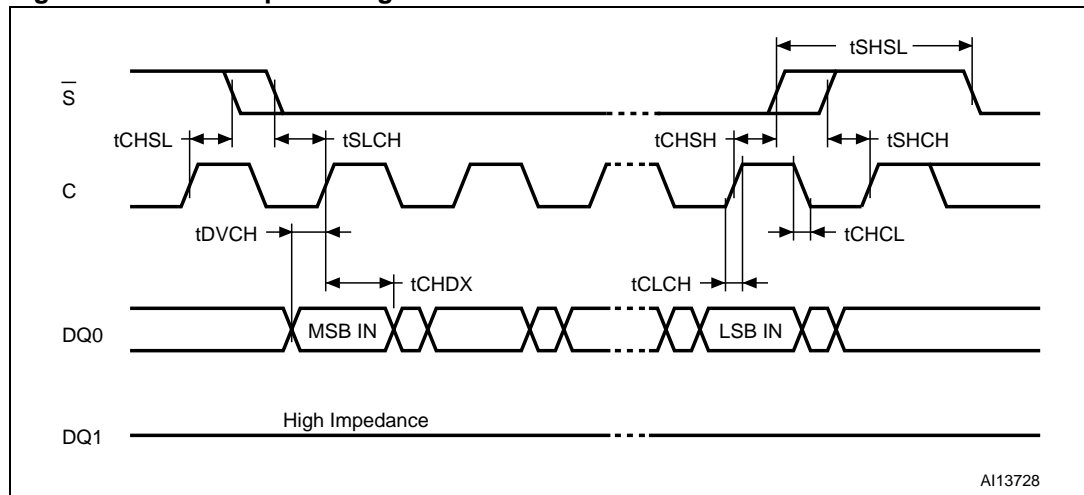 tSHSL
S
tCHSL
tSLCH
tCHSH
tSHCH
C
tDVCH
tCHCL
tCHDX
tCLCH
DQ0
MSB IN
LSB IN
High Impedance
DQ1
AI13728